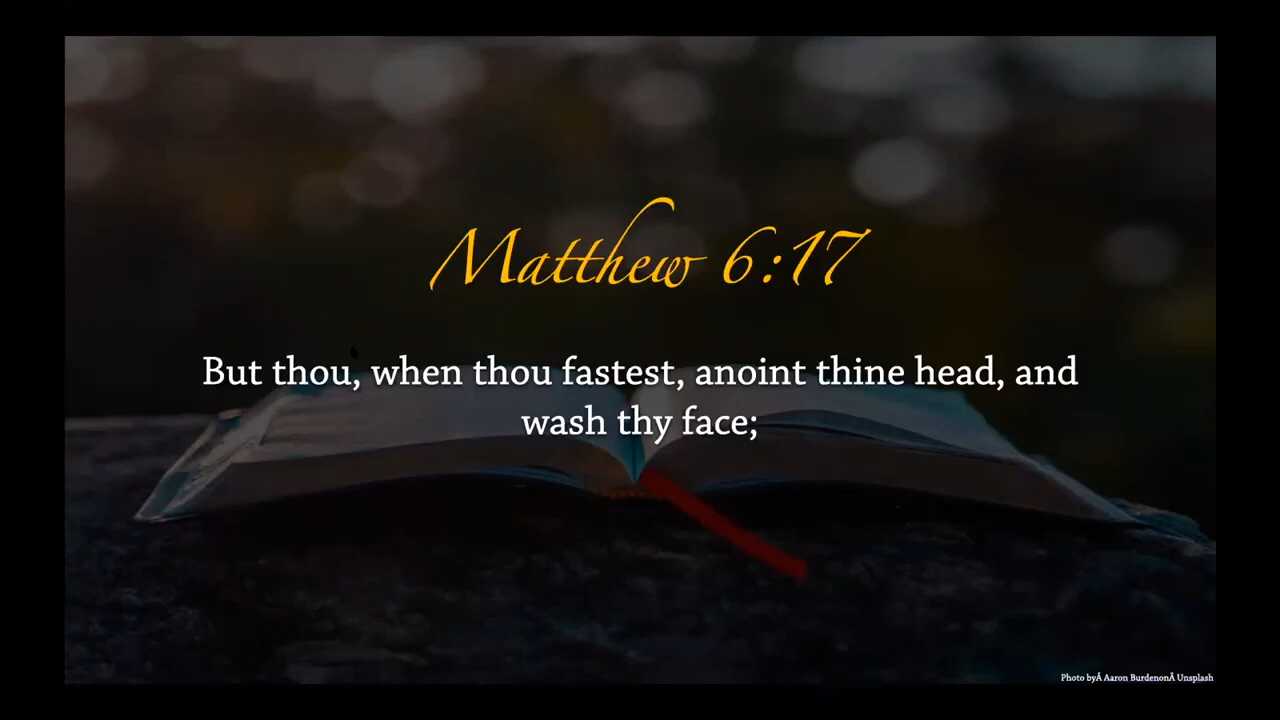 Matthew 6:17
But thou, when thou fastest, anoint thine head, and
wash thy face;
Photo byÂ Aaron BurdenonÂ Unsplash